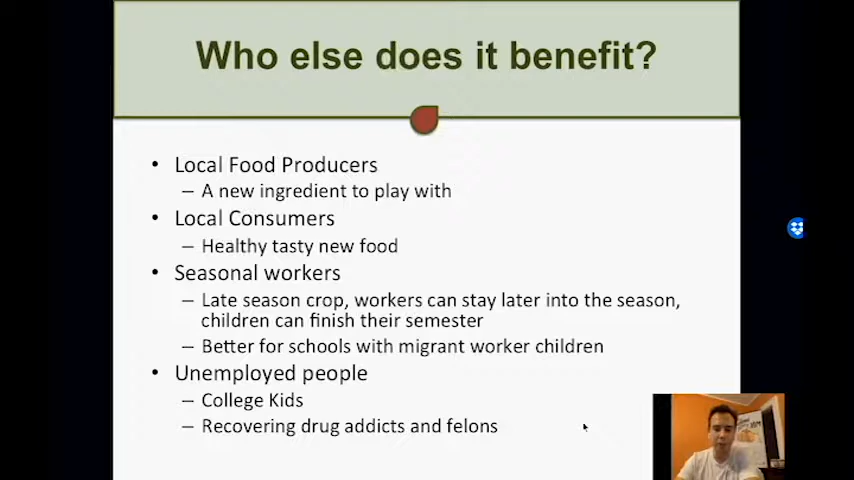 Who else does it benefit?
• Local Food Producers
– A new ingredient to play with
• Local Consumers
– Healthy tasty new food
• Seasonal workers
– Late season crop, workers can stay later into the season,
children can finish their semester
– Better for schools with migrant worker children
• Unemployed people
– College Kids
– Recovering drug addicts and felons